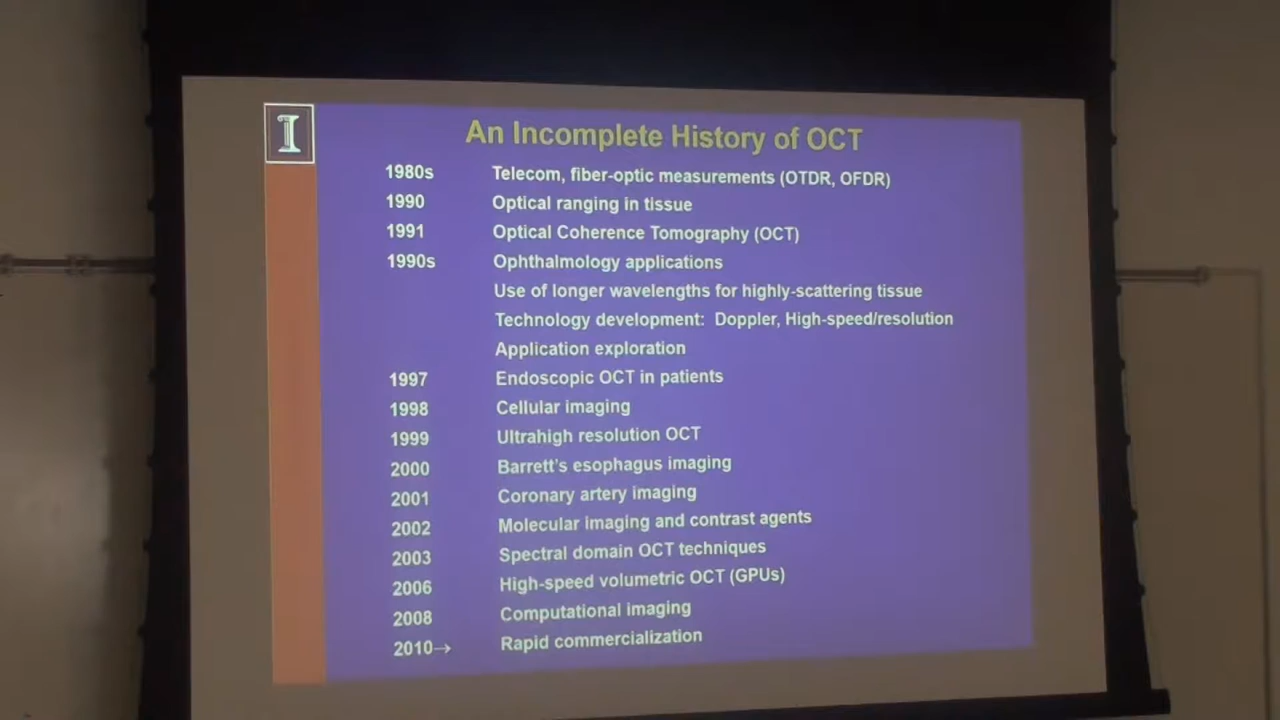 I
An Incomplete History of OCT
1980s Telecom, fiber-optic measurements (OTDR, OFDR)
1990 Optical ranging in tissue
1991 Optical Coherence Tomography (OCT)
1990s Ophthalmology applications
Use of longer wavelengths for highly-scattering tissue
Technology development: Doppler, High-speed/resolution
Application exploration
1997 Endoscopic OCT in patients
1998 Cellular imaging
1999 Ultrahigh resolution OCT
2000 Barrett's esophagus imaging
2001 Coronary artery imaging
2002 Molecular imaging and contrast agents
2003 Spectral domain OCT techniques
2006 High-speed volumetric OCT (GPUs)
2008 Computational imaging
2010→ Rapid commercialization